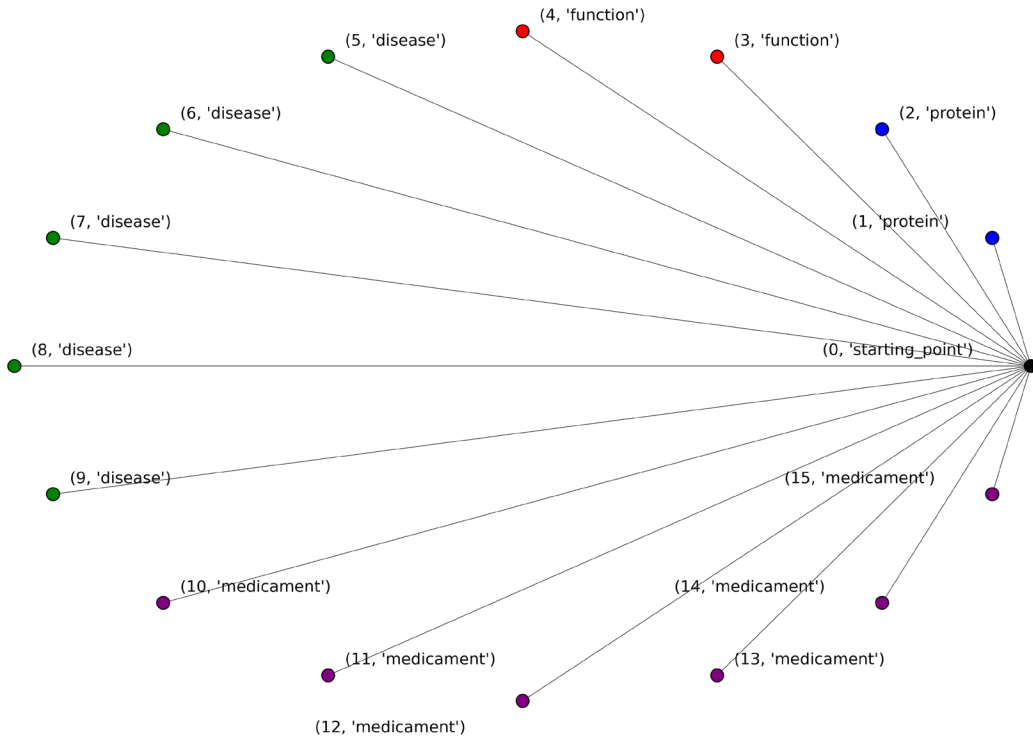 (4, 'function')
(5, 'disease')
(3, 'function')
(6, 'disease')
(2, 'protein')
(7, 'disease')
(1, 'protein')
(8, 'disease')
(0, 'starting_point')
(9, 'disease')
(15, 'medicament')
(10, 'medicament')
(14, 'medicament')
(11, 'medicament')
(13, 'medicament')
(12, 'medicament')